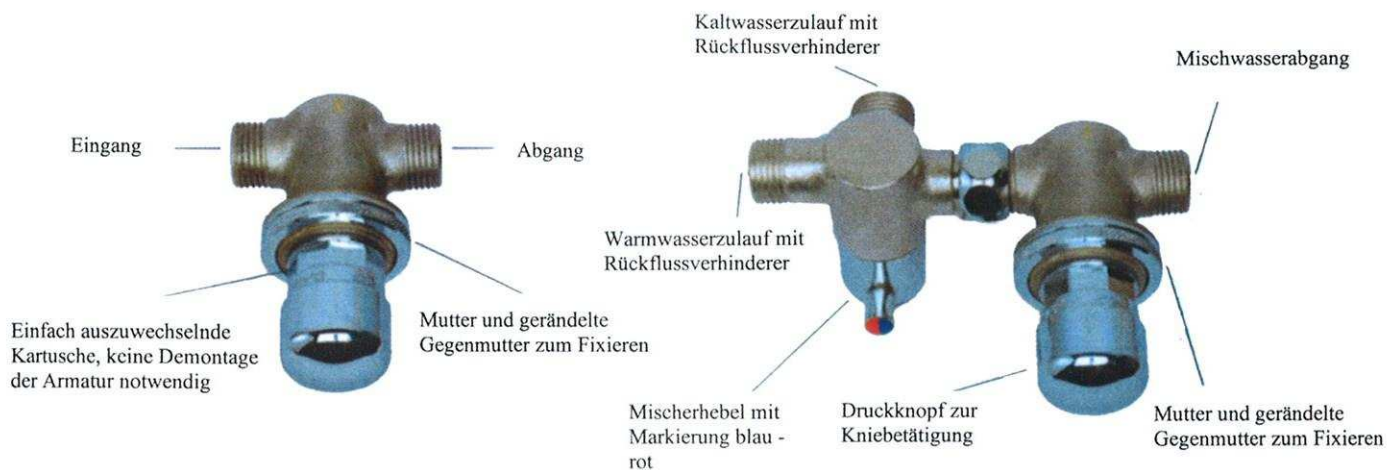 Eingang
Abgang
Einfach auszuwechselnde
Kartusche, keine Demontage
der Armatur notwendig
Mutter und gerändelte
Gegenmutter zum Fixieren
Kaltwasserzulauf mit
Rückflussverhinderer
Mischwasserabgang
Warmwasserzulauf mit
Rückflussverhinderer
Mischerhebel mit
Markierung blau -
rot
Druckknopf zur
Kniebetätigung
Mutter und gerändelte
Gegenmutter zum Fixieren